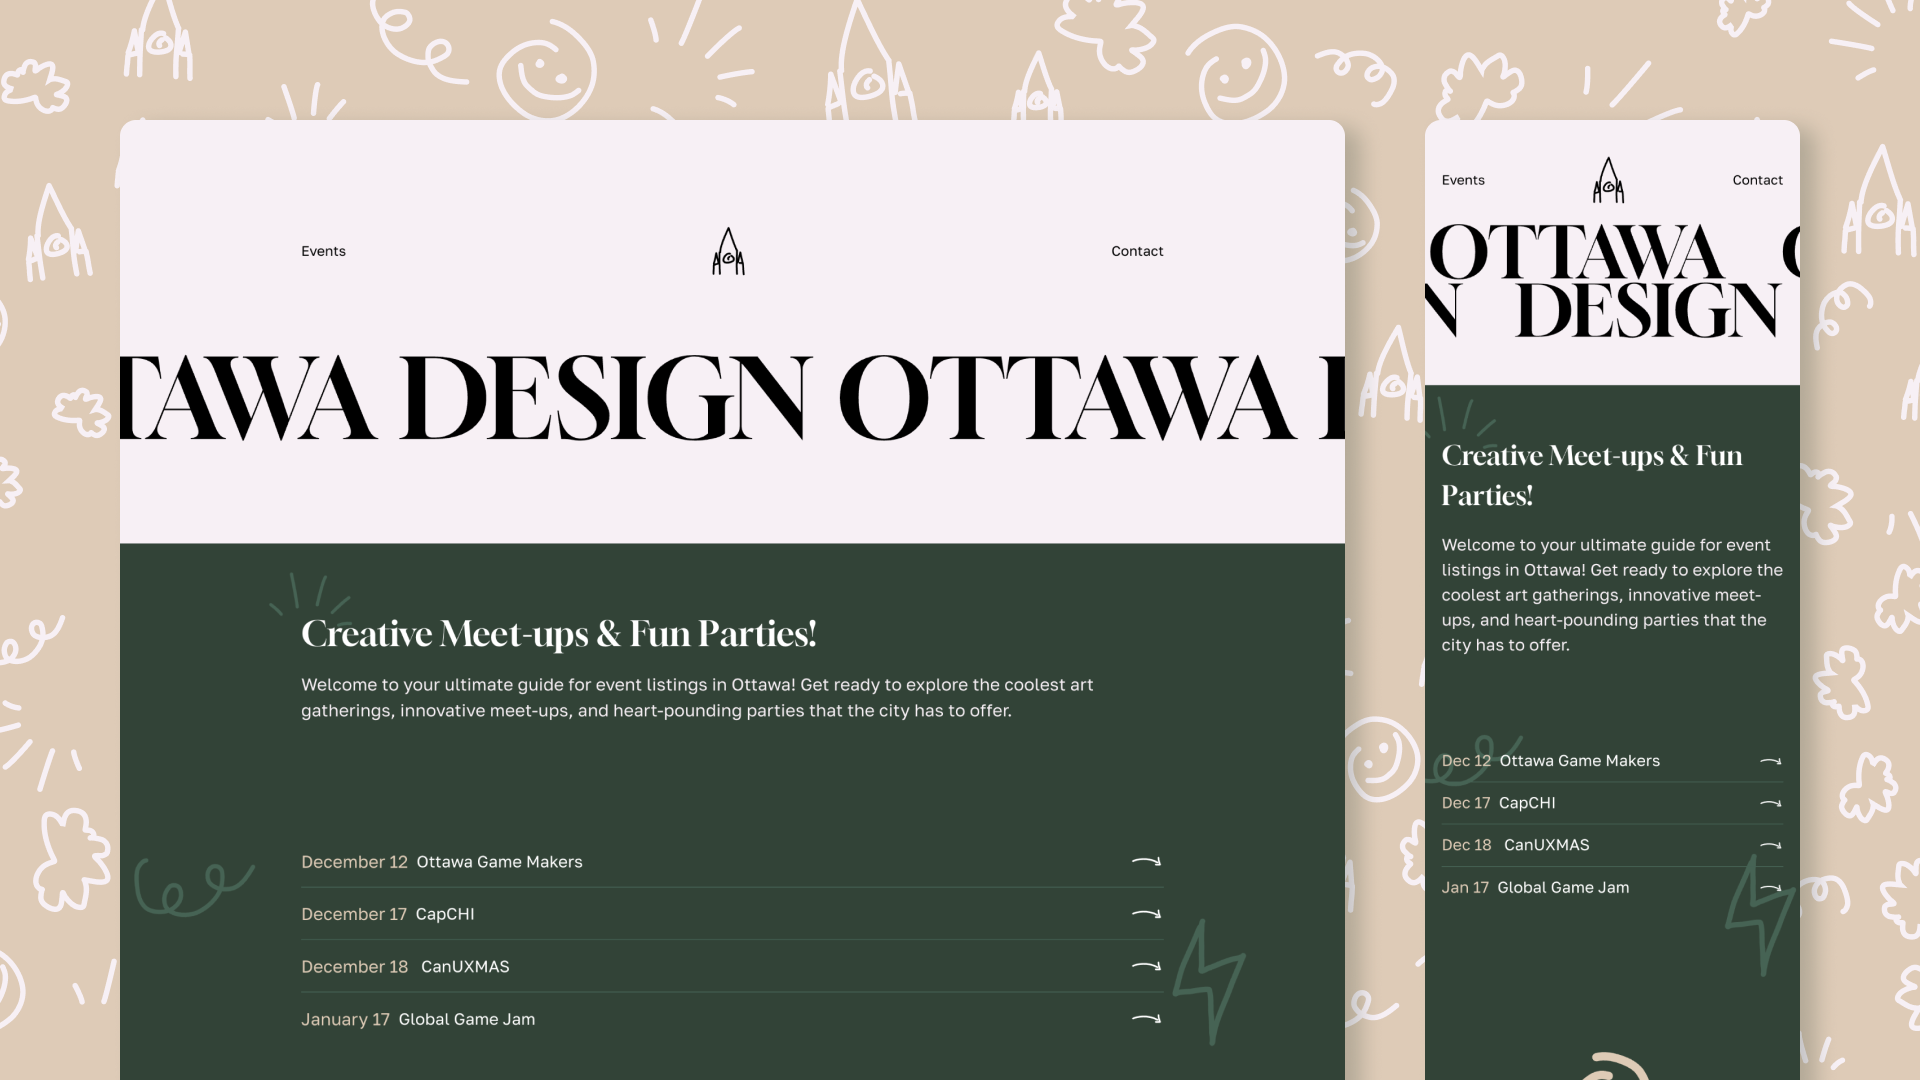 Events
Contact
TAWA DESIGN OTTAWA D
Creative Meet-ups & Fun Parties!
Welcome to your ultimate guide for event listings in Ottawa! Get ready to explore the coolest art
gatherings, innovative meet-ups, and heart-pounding parties that the city has to offer.
December 12 Ottawa Game Makers
December 17 CapCHI
December 18 CanUXMAS
January 17 Global Game Jam
Events
Contact
OTTAWA O
N DESIGN
Creative Meet-ups & Fun
Parties!
Welcome to your ultimate guide for event
listings in Ottawa! Get ready to explore the
coolest art gatherings, innovative meet-
ups, and heart-pounding parties that the
city has to offer.
Dec 12 Ottawa Game Makers
Dec 17 CapCHI
Dec 18 CanUXMAS
Jan 17 Global Game Jam